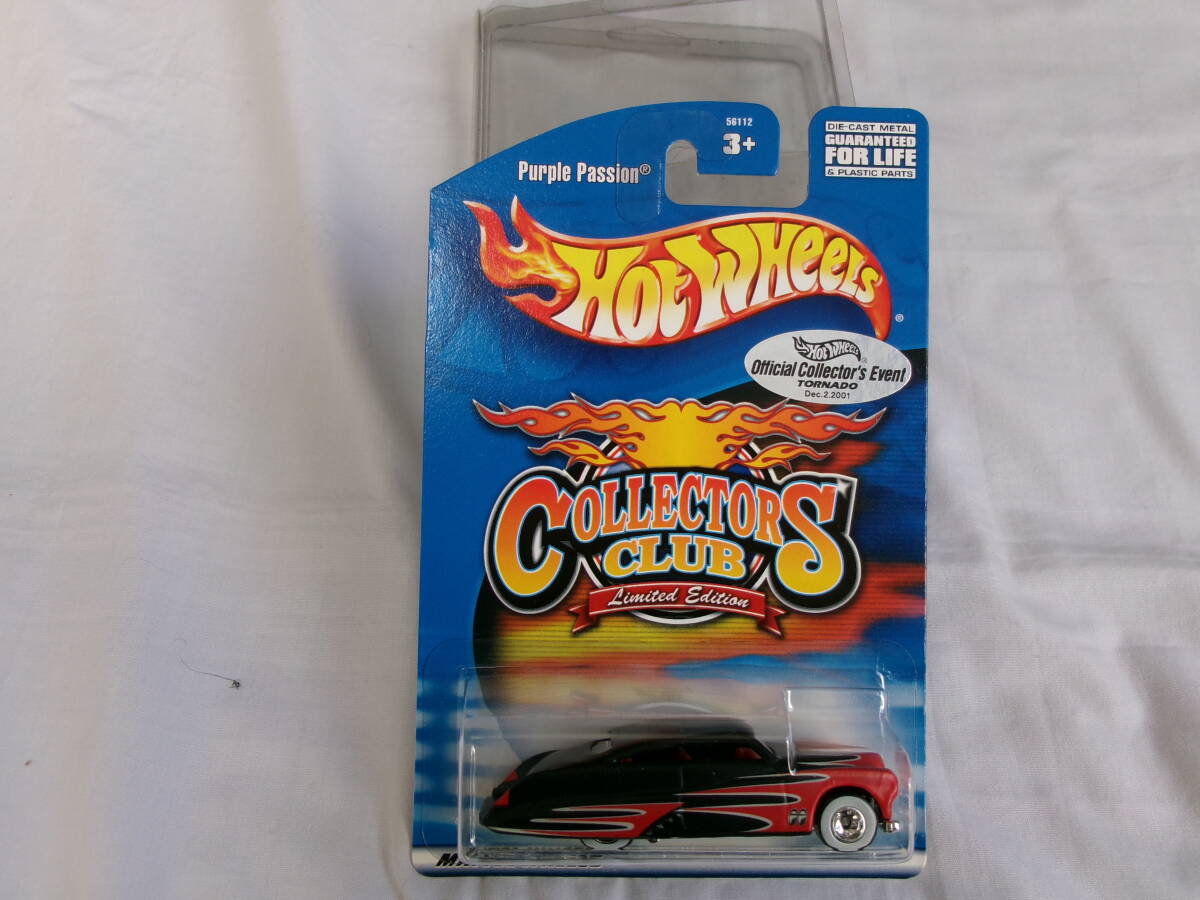 56112
3+
Purple Passion®
DIE-CAST METAL
GUARANTEED
FOR LIFE
& PLASTIC PARTS
HOT WHEELS
®
HOT WHEELS
®
Official Collector's Event
TORNADO
Dec.2.2001
COLLECTORS
CLUB
Limited Edition